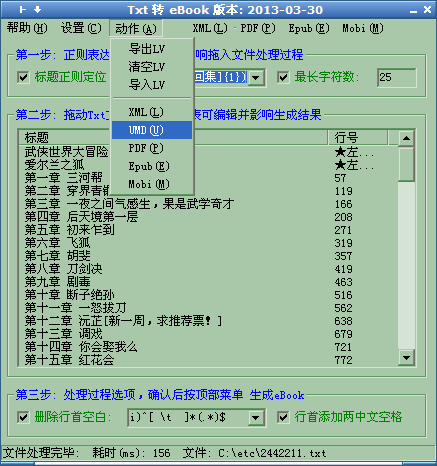 Txt 转 eBook 版本: 2013-03-30
帮助(H) 设置(C) 动作(A) XML(L) PDF(P) Epub(E) Mobi(M)
导出LV
清空LV
导入LV
XML(L)
UMD(U)
PDF(P)
Epub(E)
Mobi(M)
第一步: 正则表达 响拖入文件处理过程
标题正则定位 回集]{1}) 最长字符数: 25
第二步: 拖动Txt 表可编辑并影响生成结果
标题 行号
武侠世界大冒险 ★左...
爱尔兰之狐 ★左...
第一章 三河帮 57
第二章 穿界青 119
第三章 一夜之间气感生，果是武学奇才 166
第四章 后天境第一层 208
第五章 初来乍到 271
第六章 飞狐 319
第七章 胡斐 357
第八章 刀剑决 419
第九章 剧毒 463
第十章 断子绝孙 516
第十一章 一怒拔刀 562
第十二章 沅芷[新一周，求推荐票！] 638
第十三章 调戏 679
第十四章 你会娶我么 721
第十五章 红花会 772
第三步: 处理过程选项，确认后按顶部菜单 生成eBook
删除行首空白: i)^[ \t　]*(.*)$ 行首添加两中文空格
文件处理完毕: 耗时(ms): 156 文件: C:\etc\2442211.txt